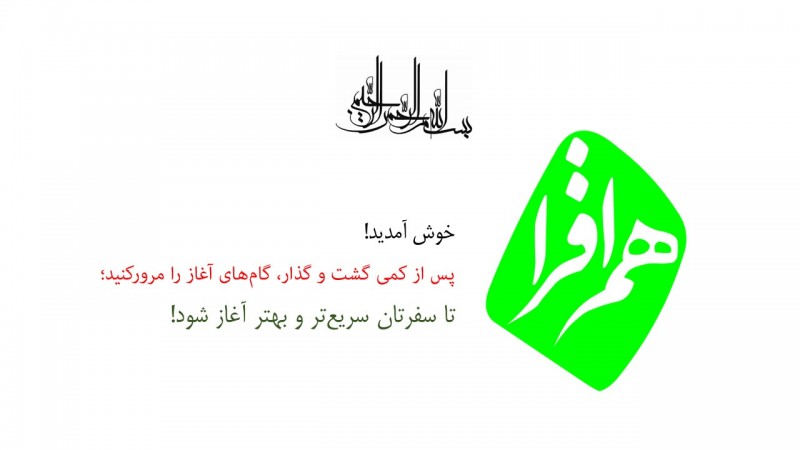 بسم الله الرحمن الرحیم
هم افرا
خوش آمدید!
پس از کمی گشت و گذار، گام‌های آغاز را مرورکنید؛
تا سفرتان سریع‌تر و بهتر آغاز شود!